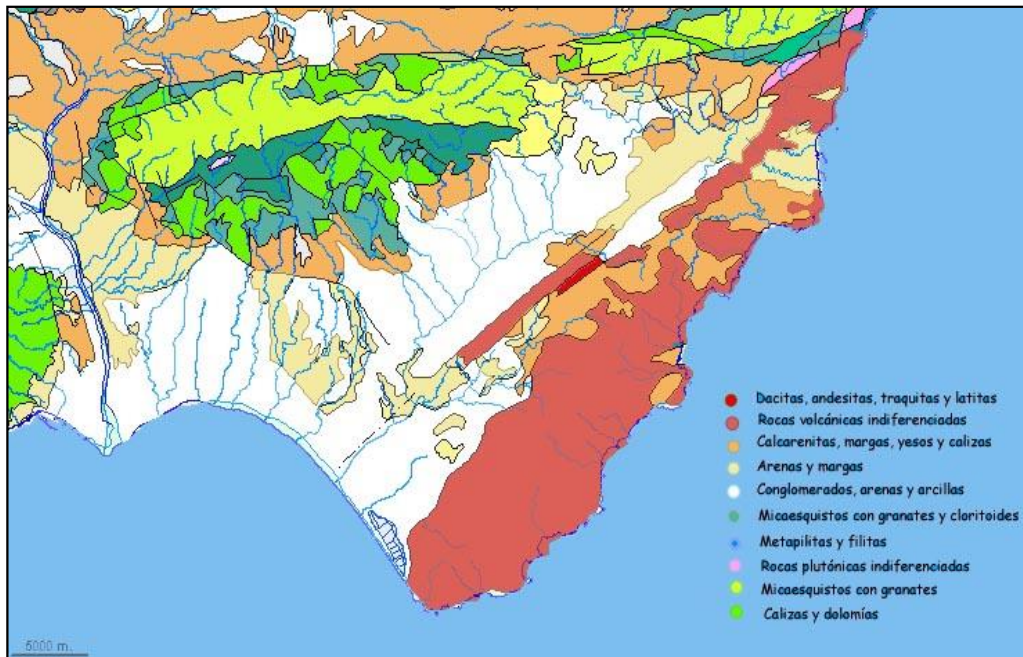 Dacitas, andesitas, traquitas y latitas
Rocas volcánicas indiferenciadas
Calcarenitas, margas, yesos y calizas
Arenas y margas
Conglomerados, arenas y arcillas
Micaesquistos con granates y cloritoides
Metapilitas y filitas
Rocas plutónicas indiferenciadas
Micaesquistos con granates
Calizas y dolomías
5000 m.